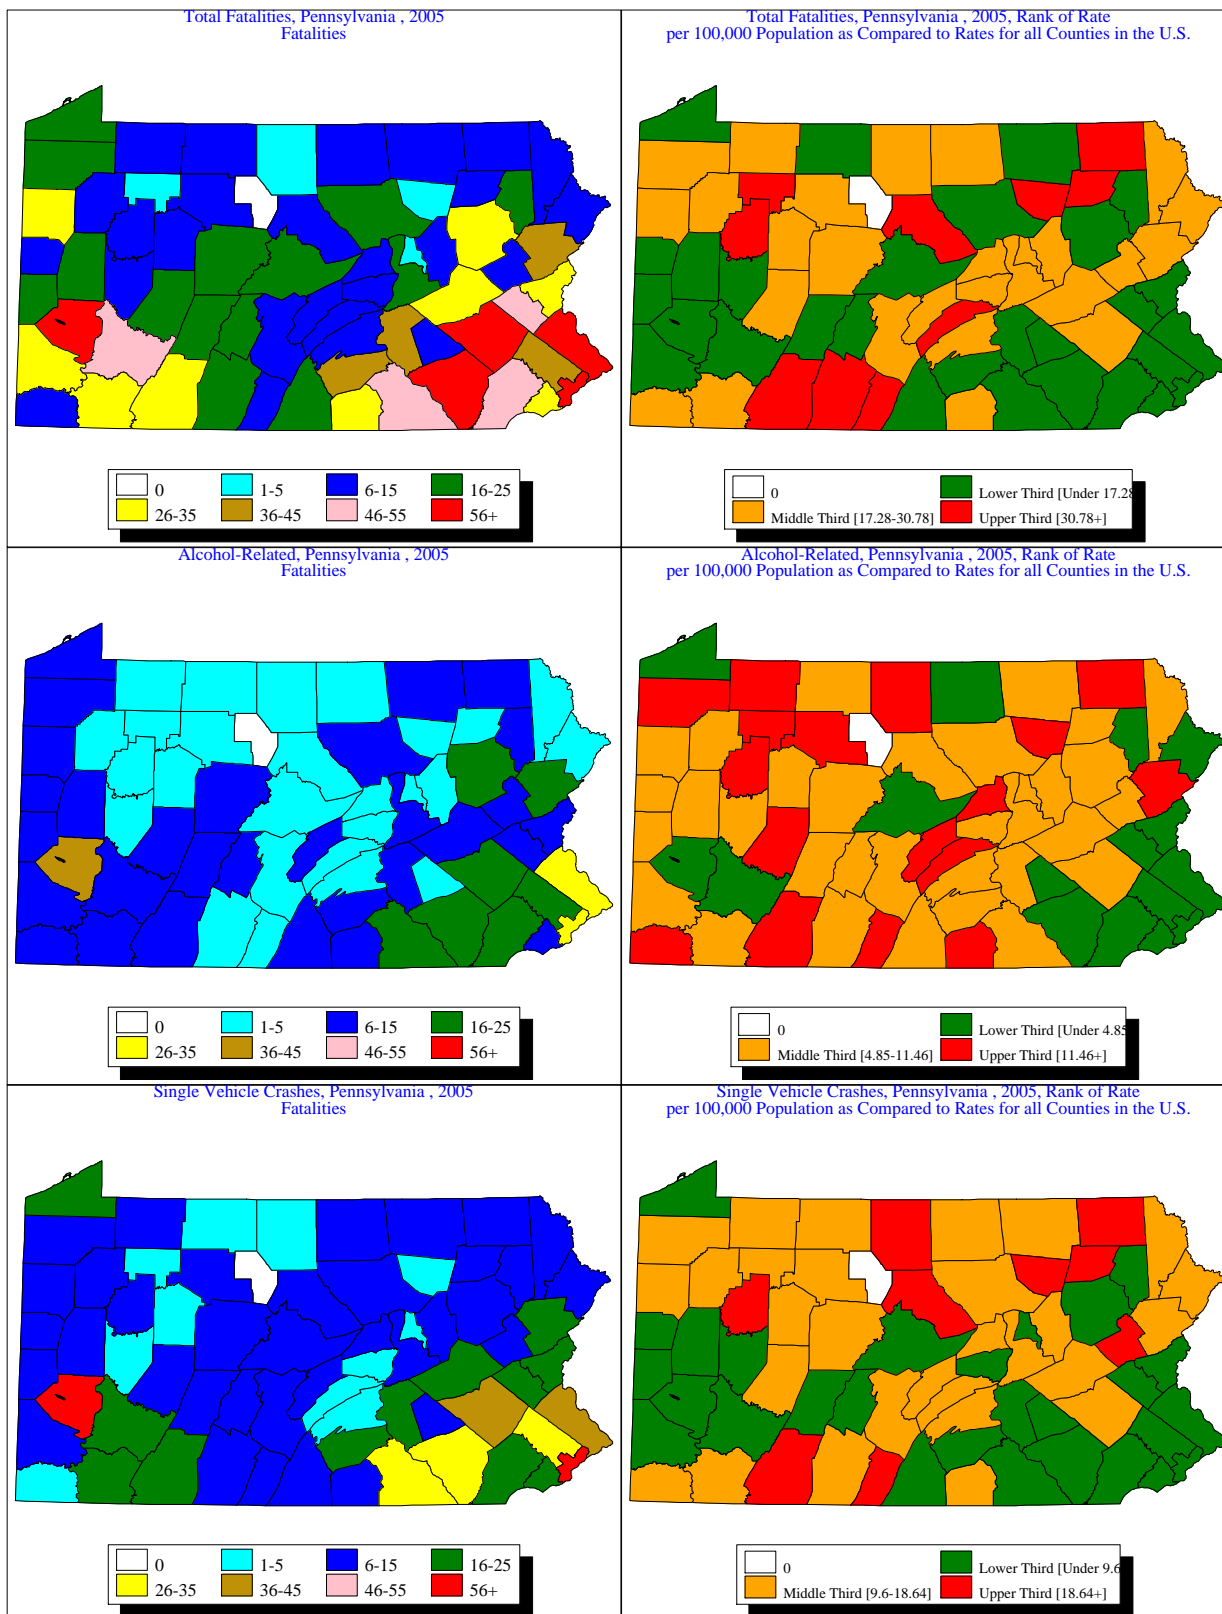 Total Fatalities, Pennsylvania , 2005
Fatalities
0
1-5
6-15
16-25
26-35
36-45
46-55
56+
Total Fatalities, Pennsylvania , 2005, Rank of Rate
per 100,000 Population as Compared to Rates for all Counties in the U.S.
0
Lower Third [Under 17.28
Middle Third [17.28-30.78]
Upper Third [30.78+]
Alcohol-Related, Pennsylvania , 2005
Fatalities
0
1-5
6-15
16-25
26-35
36-45
46-55
56+
Alcohol-Related, Pennsylvania , 2005, Rank of Rate
per 100,000 Population as Compared to Rates for all Counties in the U.S.
0
Lower Third [Under 4.85
Middle Third [4.85-11.46]
Upper Third [11.46+]
Single Vehicle Crashes, Pennsylvania , 2005
Fatalities
0
1-5
6-15
16-25
26-35
36-45
46-55
56+
Single Vehicle Crashes, Pennsylvania , 2005, Rank of Rate
per 100,000 Population as Compared to Rates for all Counties in the U.S.
0
Lower Third [Under 9.6
Middle Third [9.6-18.64]
Upper Third [18.64+]